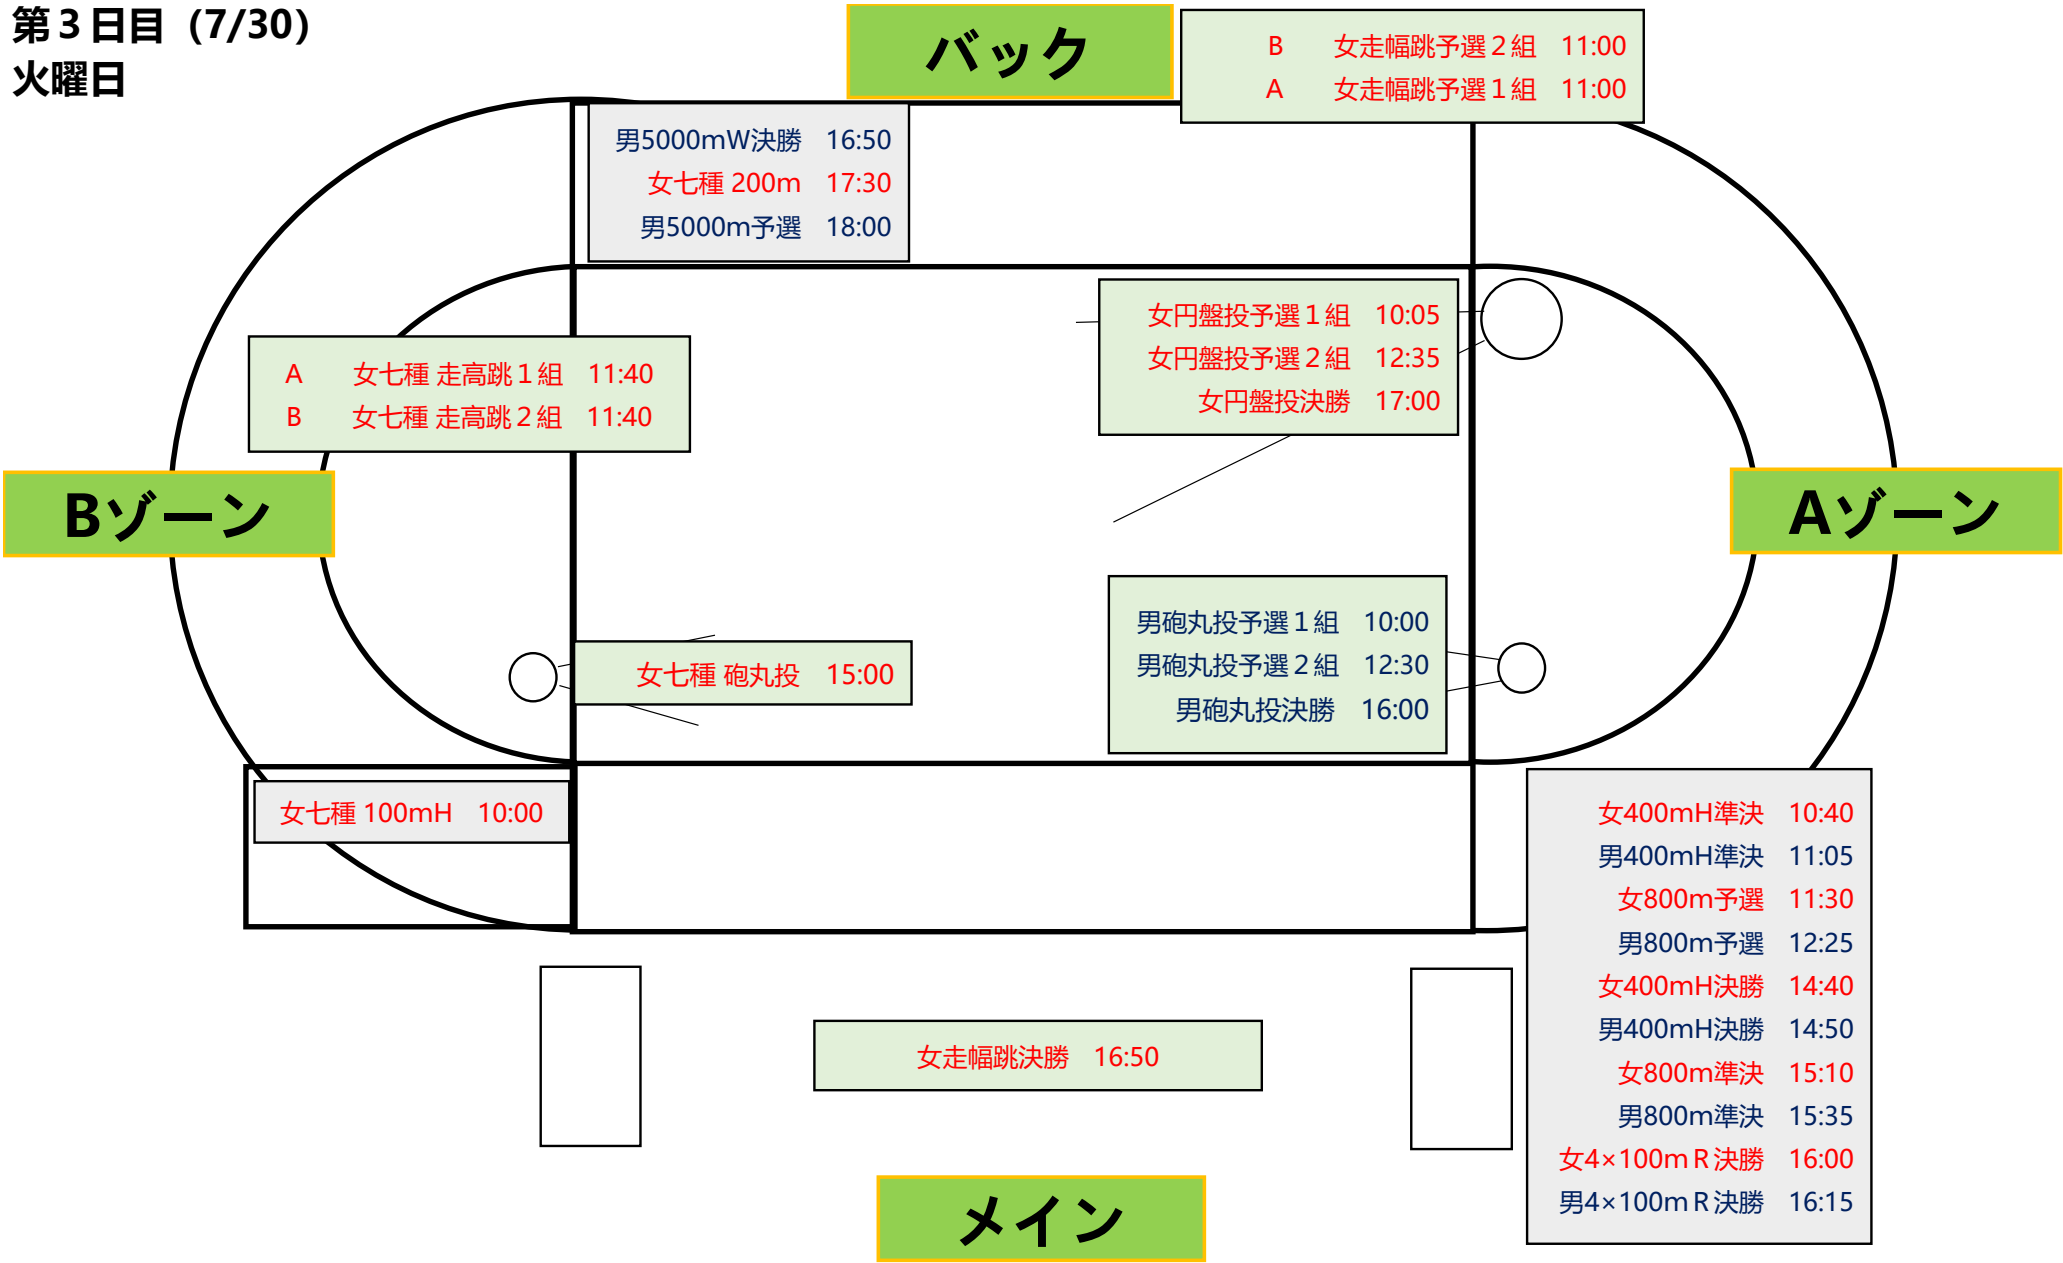 第３日目（7/30）
火曜日
バック
B　女走幅跳予選２組　11:00
A　女走幅跳予選１組　11:00
男5000mW決勝　16:50
女七種 200m　17:30
男5000m予選　18:00
女円盤投予選１組　10:05
女円盤投予選２組　12:35
女円盤投決勝　17:00
A　女七種 走高跳１組　11:40
B　女七種 走高跳２組　11:40
Bゾーン
Aゾーン
男砲丸投予選１組　10:00
男砲丸投予選２組　12:30
男砲丸投決勝　16:00
女七種 砲丸投　15:00
女七種 100mH　10:00
女400mH準決　10:40
男400mH準決　11:05
女800m予選　11:30
男800m予選　12:25
女400mH決勝　14:40
男400mH決勝　14:50
女800m準決　15:10
男800m準決　15:35
女4×100mＲ決勝　16:00
男4×100mＲ決勝　16:15
女走幅跳決勝　16:50
メイン